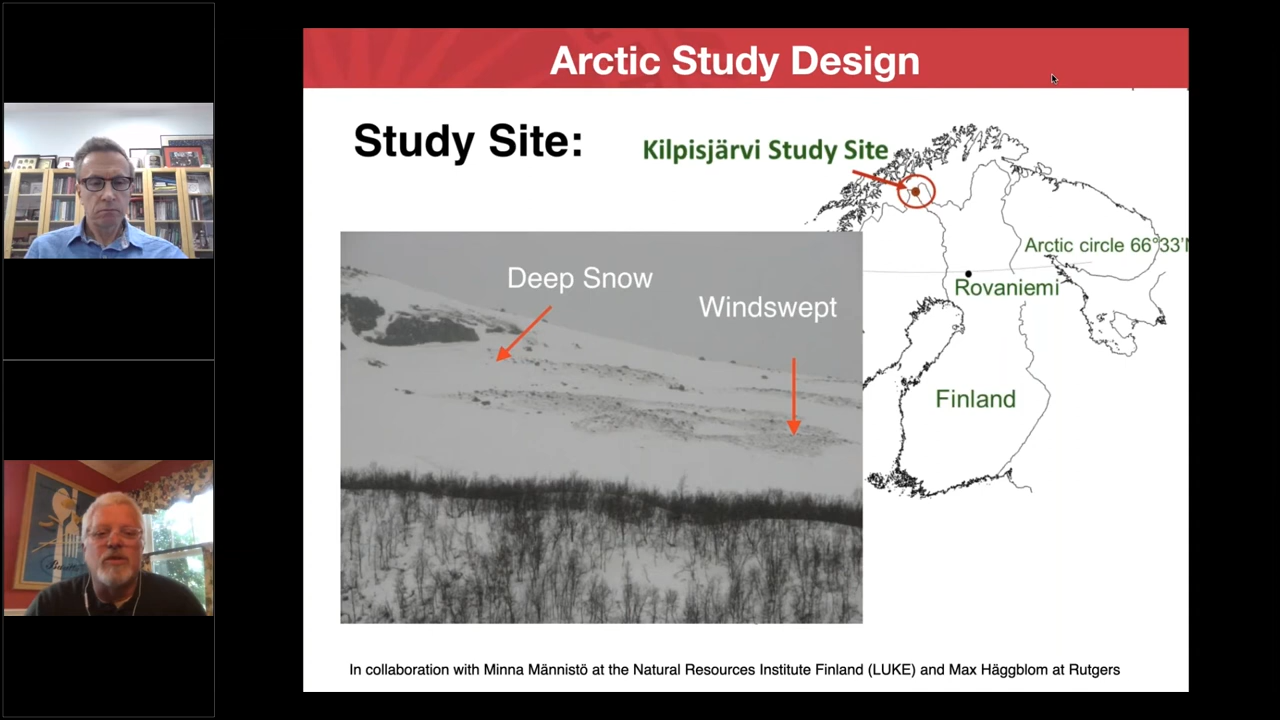 Arctic Study Design
Study Site:
Kilpisjärvi Study Site
Arctic circle 66°33'N
Rovaniemi
Finland
Deep Snow
Windswept
In collaboration with Minna Männistö at the Natural Resources Institute Finland (LUKE) and Max Häggblom at Rutgers